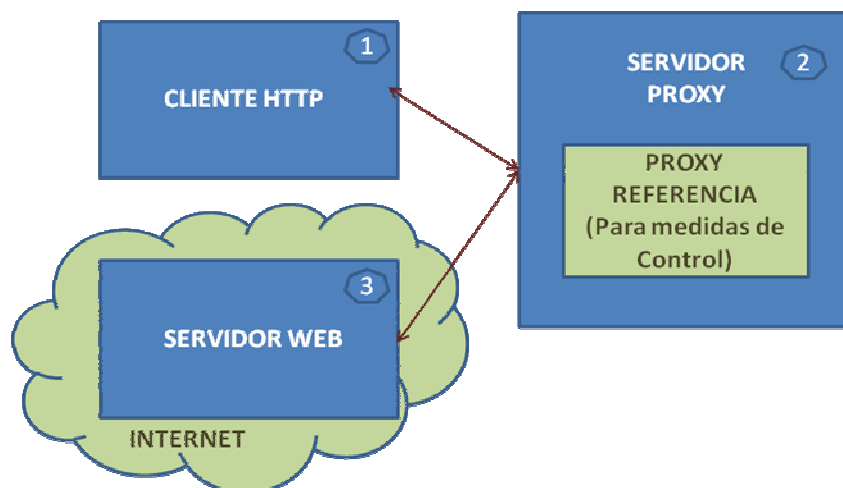 1
CLIENTE HTTP
2
SERVIDOR
PROXY
PROXY
REFERENCIA
(Para medidas de
Control)
3
SERVIDOR WEB
INTERNET